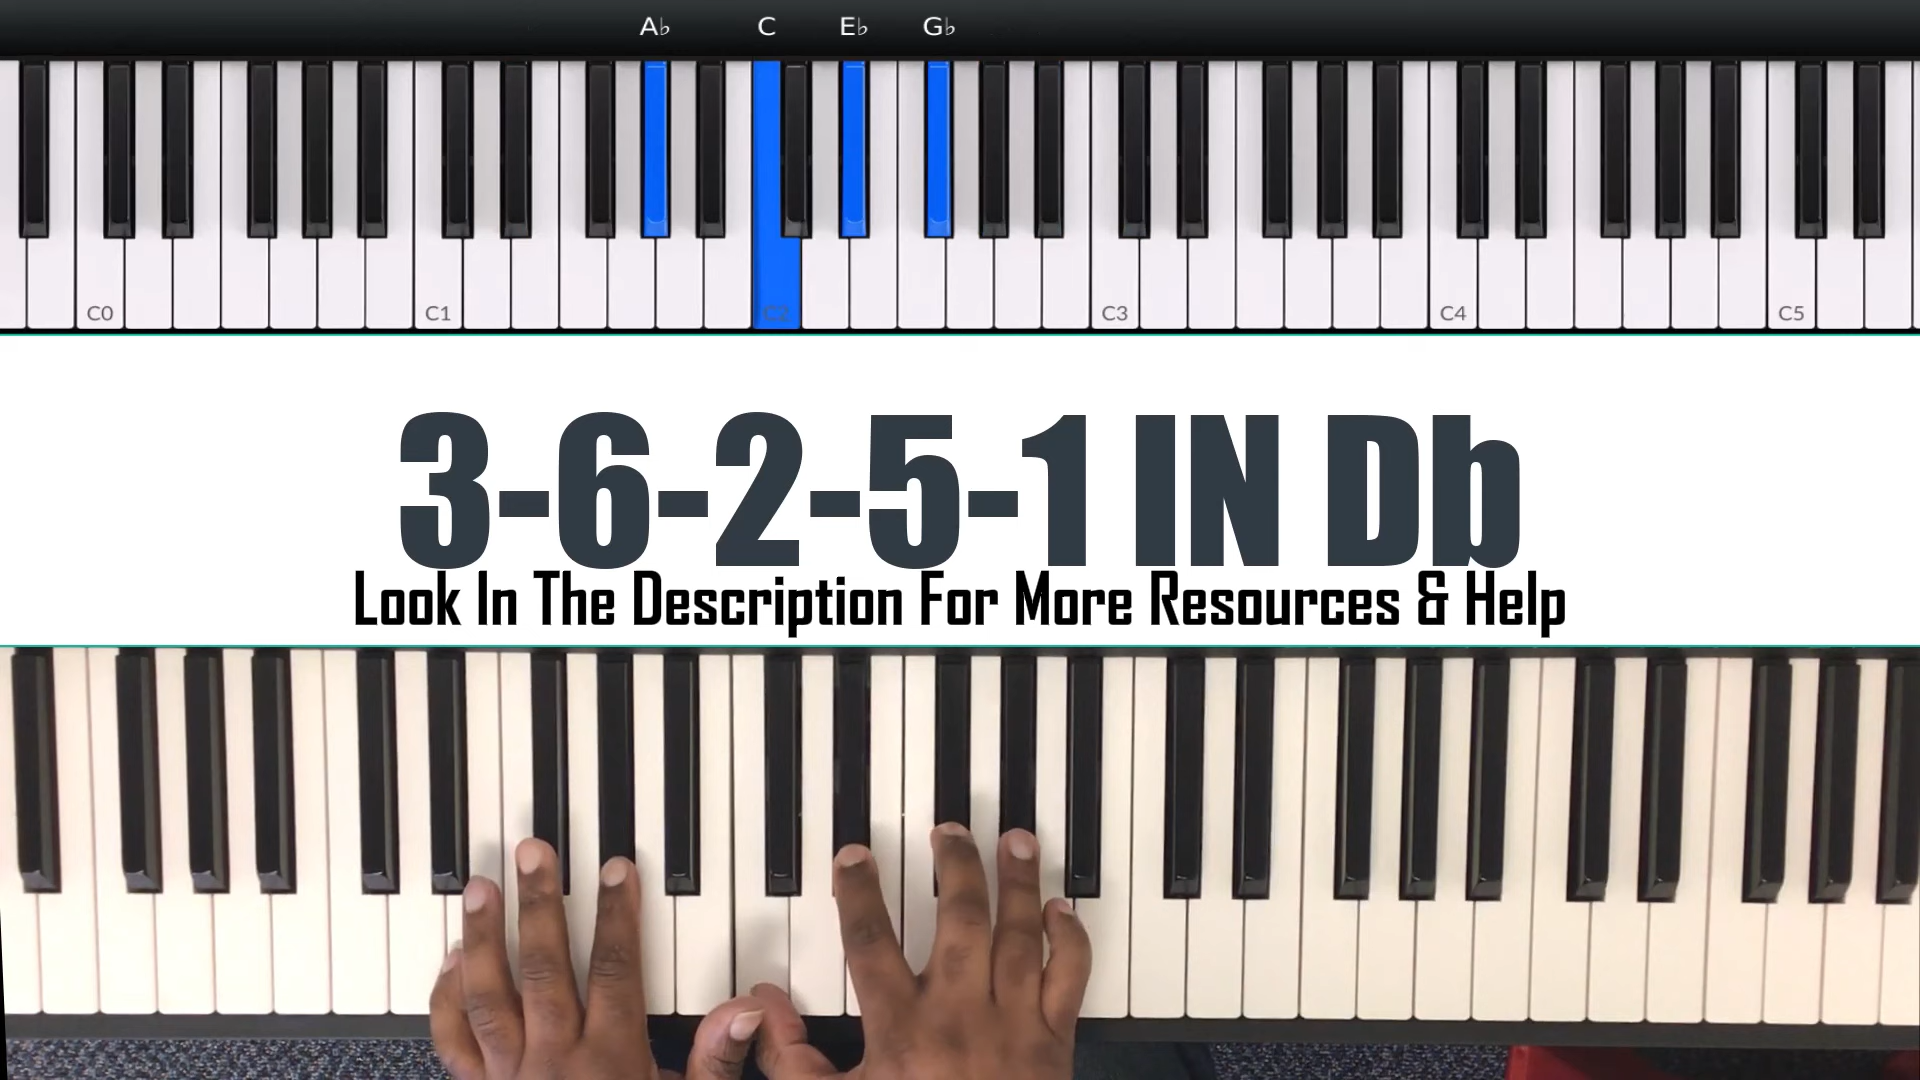 A♭ C E♭ G♭
C0 C1 C2 C3 C4 C5
3-6-2-5-1 IN Db
Look In The Description For More Resources & Help